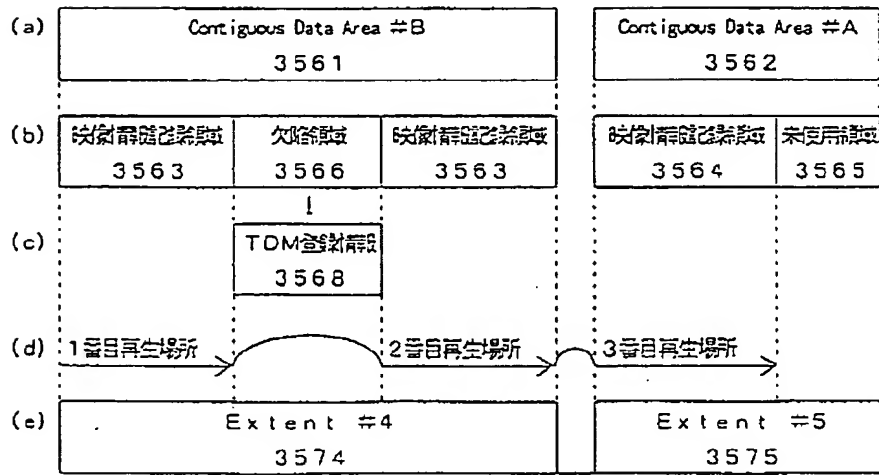 (a) Contiguous Data Area #B Contiguous Data Area #A
3561 3562
(b) 映像情報記録領域 欠陥領域 映像情報記録領域 映像情報記録領域 未使用領域
3563 3566 3563 3564 3565
(c) TDM登録情報
3568
(d) 1番目再生場所 2番目再生場所 3番目再生場所
(e) Extent #4 Extent #5
3574 3575